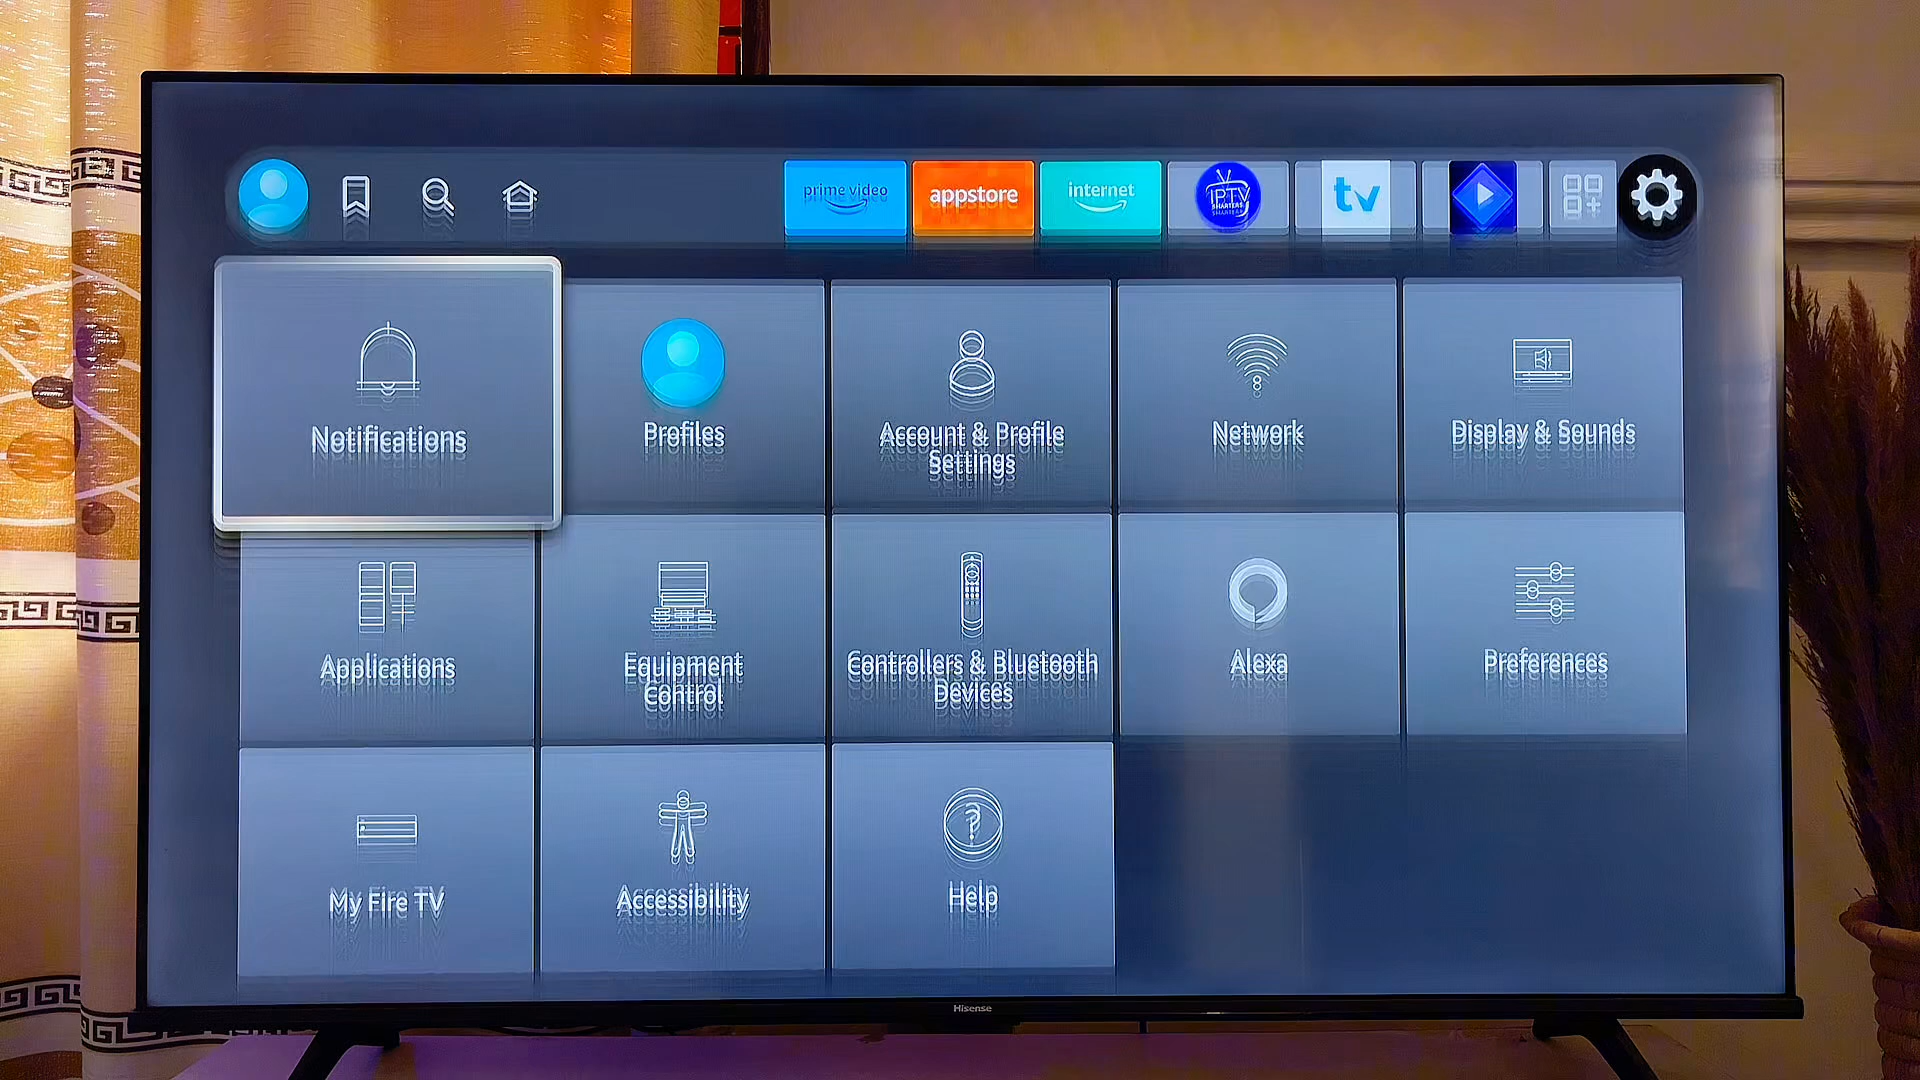 prime video
appstore
internet
IPTV
SMARTERS
tv
Notifications
Profiles
Account & Profile
Settings
Network
Display & Sounds
Applications
Equipment
Control
Controllers & Bluetooth
Devices
Alexa
Preferences
My Fire TV
Accessibility
Help
Hisense